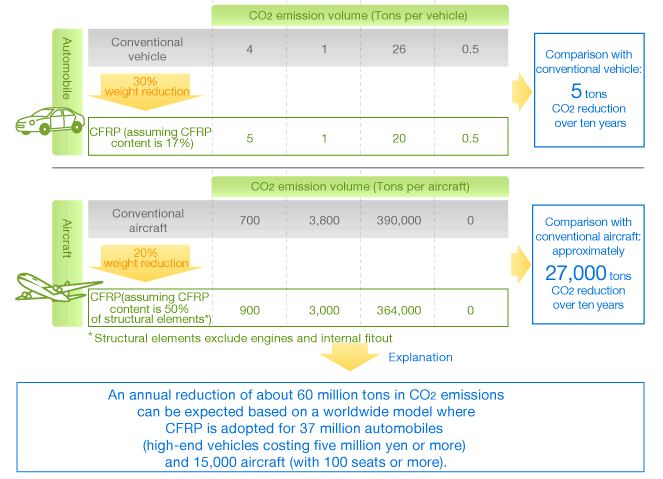 CO2 emission volume (Tons per vehicle)
Automobile
Conventional
vehicle
4
1
26
0.5
30%
weight reduction
CFRP (assuming CFRP
content is 17%)
5
1
20
0.5
Comparison with
conventional vehicle:
5 tons
CO2 reduction
over ten years
CO2 emission volume (Tons per aircraft)
Aircraft
Conventional
aircraft
700
3,800
390,000
0
20%
weight reduction
CFRP(assuming CFRP
content is 50%
of structural elements*)
900
3,000
364,000
0
Comparison with
conventional aircraft:
approximately
27,000 tons
CO2 reduction
over ten years
* Structural elements exclude engines and internal fitout
Explanation
An annual reduction of about 60 million tons in CO2 emissions
can be expected based on a worldwide model where
CFRP is adopted for 37 million automobiles
(high-end vehicles costing five million yen or more)
and 15,000 aircraft (with 100 seats or more).